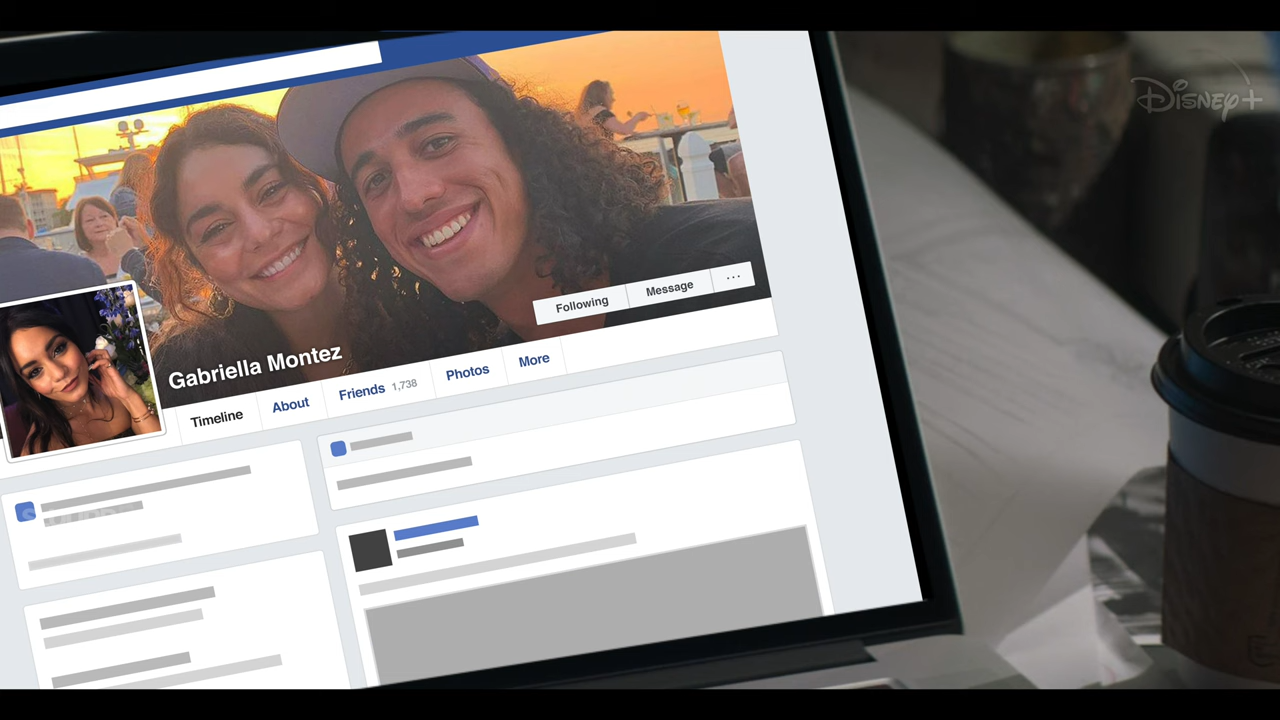 Disney+
Following
Message
...
Gabriella Montez
Timeline
About
Friends 1,738
Photos
More